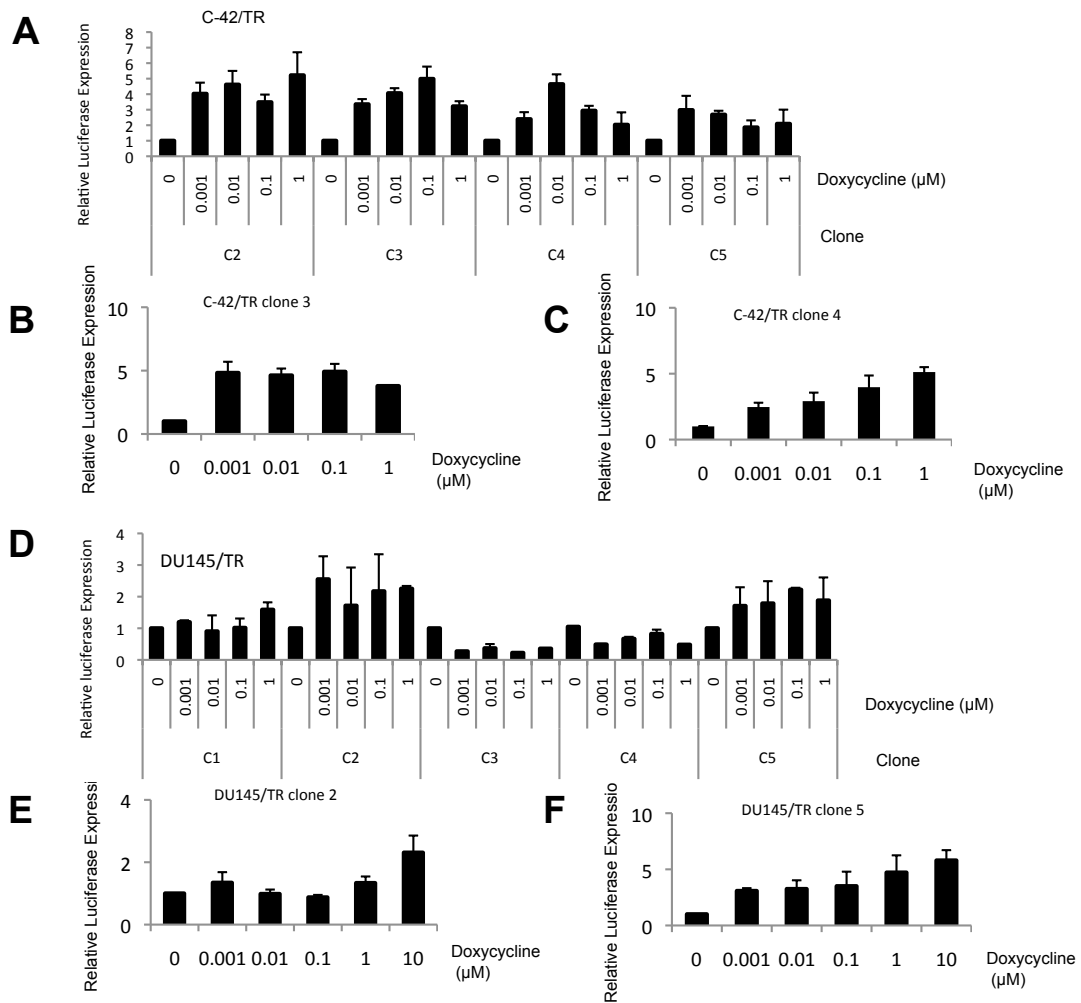 A
C-42/TR
Relative Luciferase Expression
8
7
6
5
4
3
2
1
0
0 0.001 0.01 0.1 1 0 0.001 0.01 0.1 1 0 0.001 0.01 0.1 1 0 0.001 0.01 0.1 1
Doxycycline (µM)
C2 C3 C4 C5
Clone
B
C-42/TR clone 3
Relative Luciferase Expression
10
5
0
0 0.001 0.01 0.1 1
Doxycycline
(µM)
C
C-42/TR clone 4
Relative Luciferase Expression
10
5
0
0 0.001 0.01 0.1 1
Doxycycline
(µM)
D
DU145/TR
Relative luciferase Expression
4
3
2
1
0
0 0.001 0.01 0.1 1 0 0.001 0.01 0.1 1 0 0.001 0.01 0.1 1 0 0.001 0.01 0.1 1 0 0.001 0.01 0.1 1
Doxycycline (µM)
C1 C2 C3 C4 C5
Clone
E
DU145/TR clone 2
Relative Luciferase Expressi
4
2
0
0 0.001 0.01 0.1 1 10
Doxycycline
(µM)
F
DU145/TR clone 5
Relative Luciferase Expressio
10
5
0
0 0.001 0.01 0.1 1 10
Doxycycline
(µM)